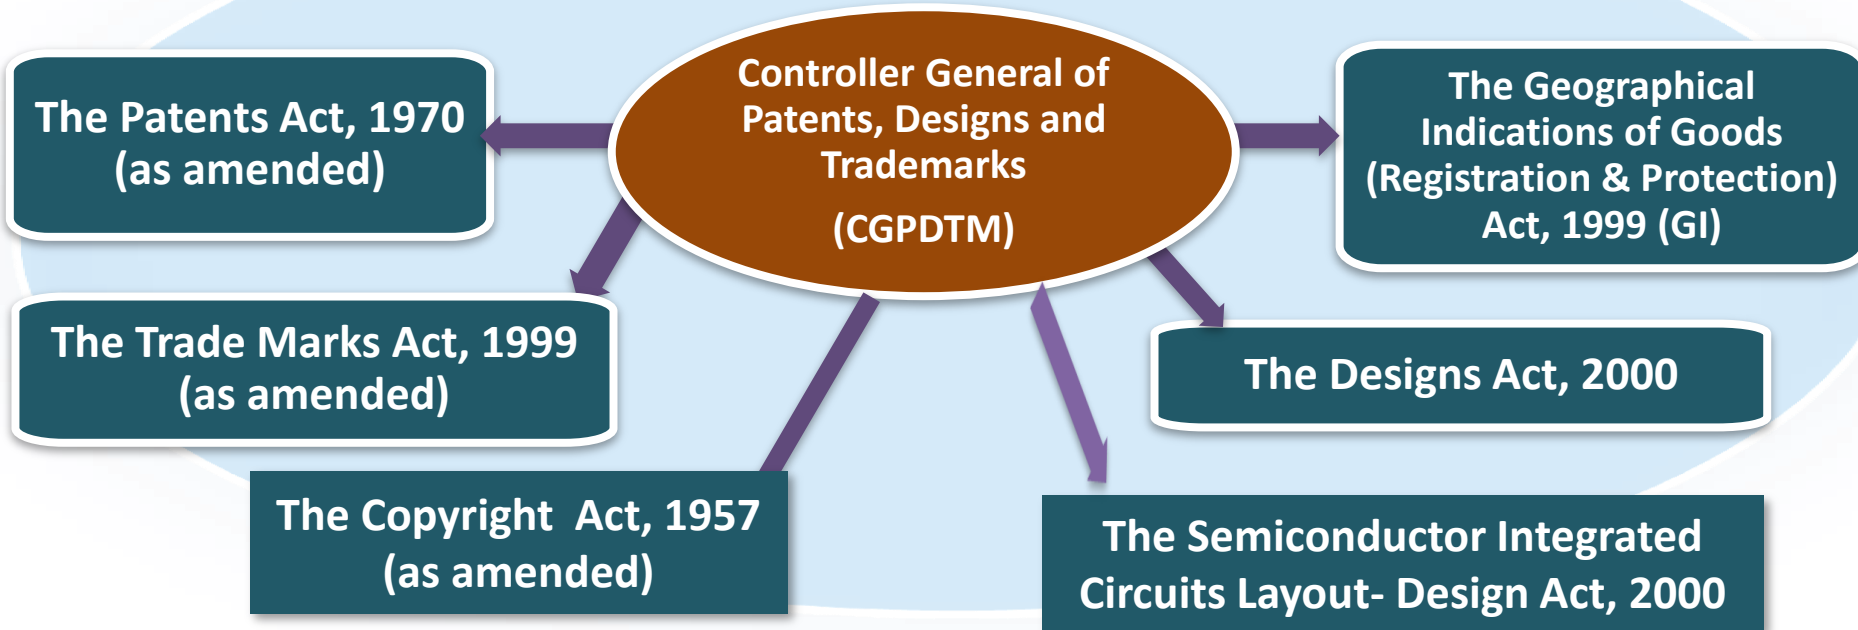 Controller General of
Patents, Designs and
Trademarks
(CGPDTM)
The Patents Act, 1970
(as amended)
The Geographical
Indications of Goods
(Registration & Protection)
Act, 1999 (GI)
The Trade Marks Act, 1999
(as amended)
The Designs Act, 2000
The Copyright  Act, 1957
(as amended)
The Semiconductor Integrated
Circuits Layout- Design Act, 2000